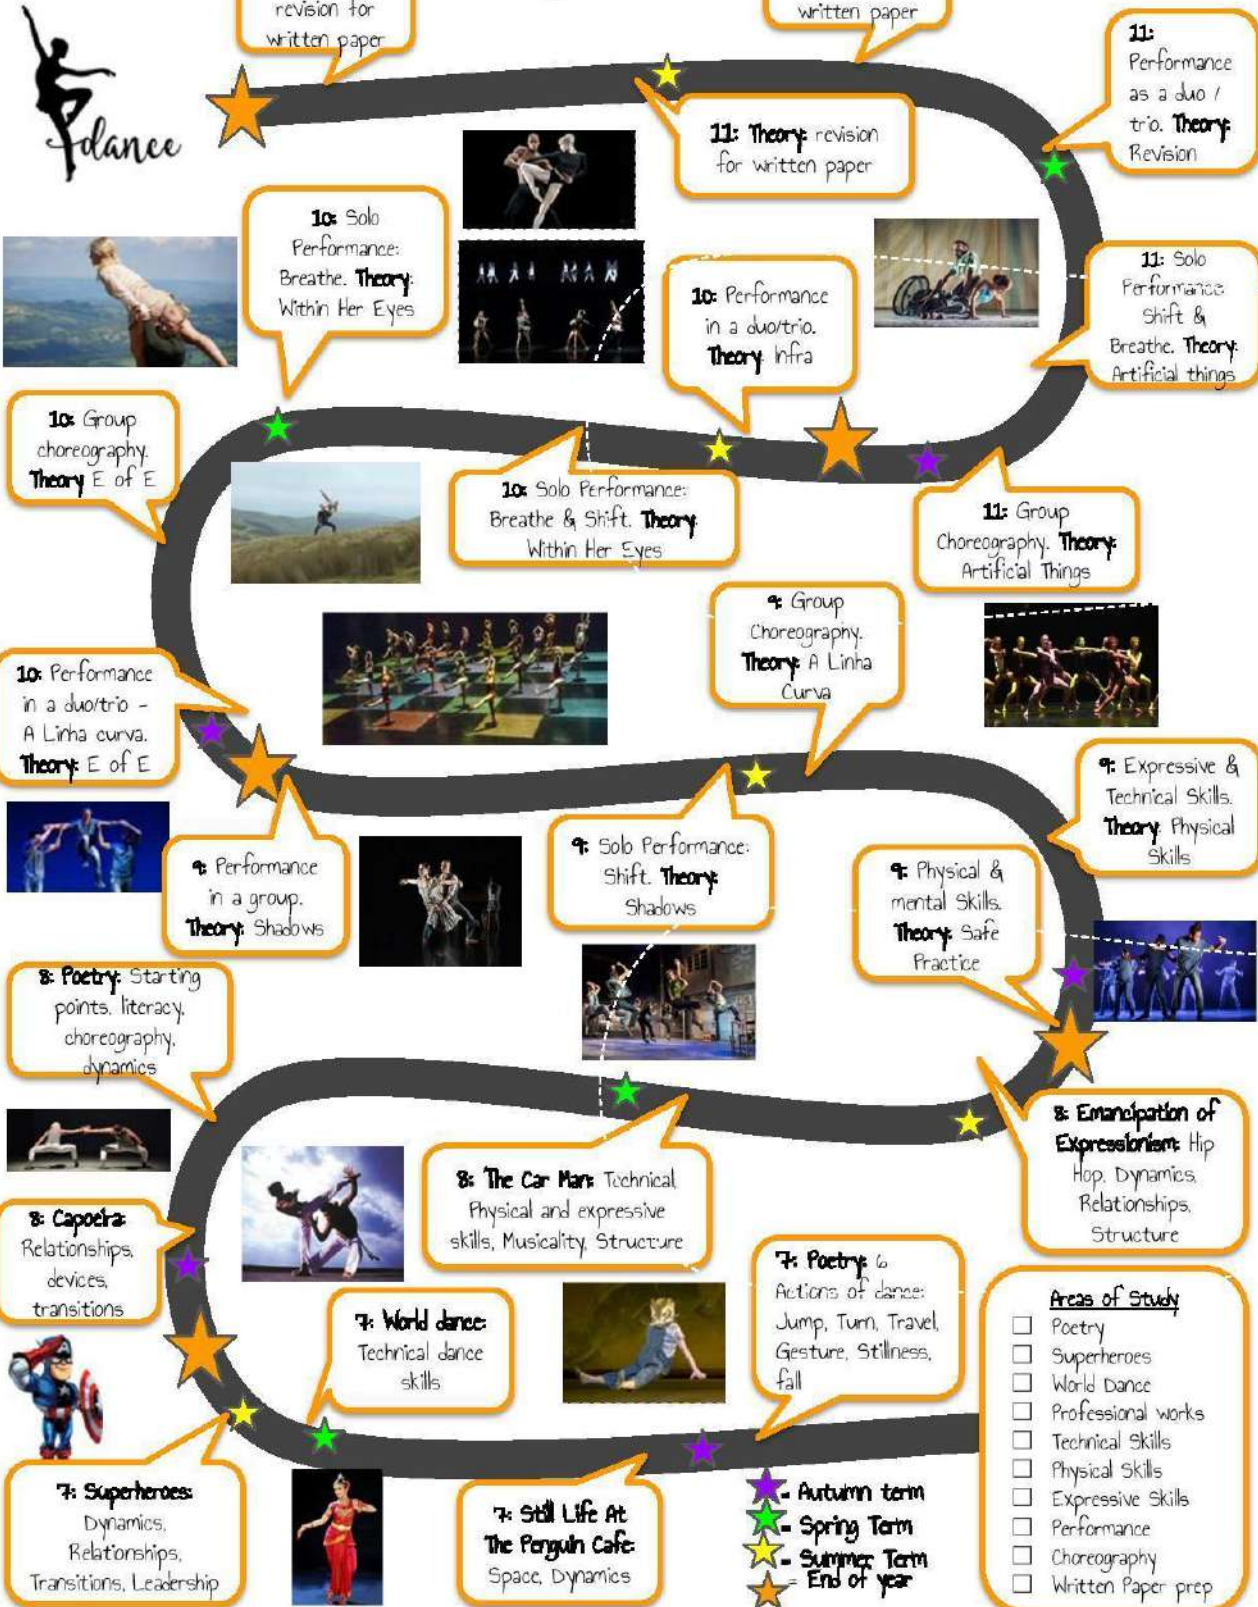 revision for
written paper
written paper
11:
Performance
as a duo /
trio. Theory:
Revision
dance
11: Theory: revision
for written paper
10: Solo
Performance:
Breathe. Theory:
Within Her Eyes
10: Performance
in a duo/trio.
Theory: Infra
11: Solo
Performance:
Shift &
Breathe. Theory:
Artificial things
10: Group
choreography.
Theory E of E
10: Solo Performance:
Breathe & Shift. Theory:
Within Her Eyes
11: Group
Choreography. Theory:
Artificial Things
9: Group
Choreography.
Theory: A Linha
Curva
10: Performance
in a duo/trio -
A Linha curva.
Theory: E of E
9: Expressive &
Technical Skills.
Theory: Physical
Skills
9: Performance
in a group.
Theory: Shadows
9: Solo Performance:
Shift. Theory:
Shadows
9: Physical &
mental Skills.
Theory: Safe
Practice
8: Poetry: Starting
points, literacy,
choreography,
dynamics
8: Emancipation of
Expressionism: Hip
Hop, Dynamics,
Relationships,
Structure
8: The Car Man: Technical,
Physical and expressive
skills, Musicality, Structure
8: Capoeira:
Relationships,
devices,
transitions
7: Poetry: 6
Actions of dance:
Jump, Turn, Travel,
Gesture, Stillness,
fall
7: World dance:
Technical dance
skills
7: Superheroes:
Dynamics,
Relationships,
Transitions, Leadership
7: Still Life At
The Penguin Cafe:
Space, Dynamics
= Autumn term
= Spring Term
= Summer Term
= End of year
Areas of Study
Poetry
Superheroes
World Dance
Professional works
Technical Skills
Physical Skills
Expressive Skills
Performance
Choreography
Written Paper prep